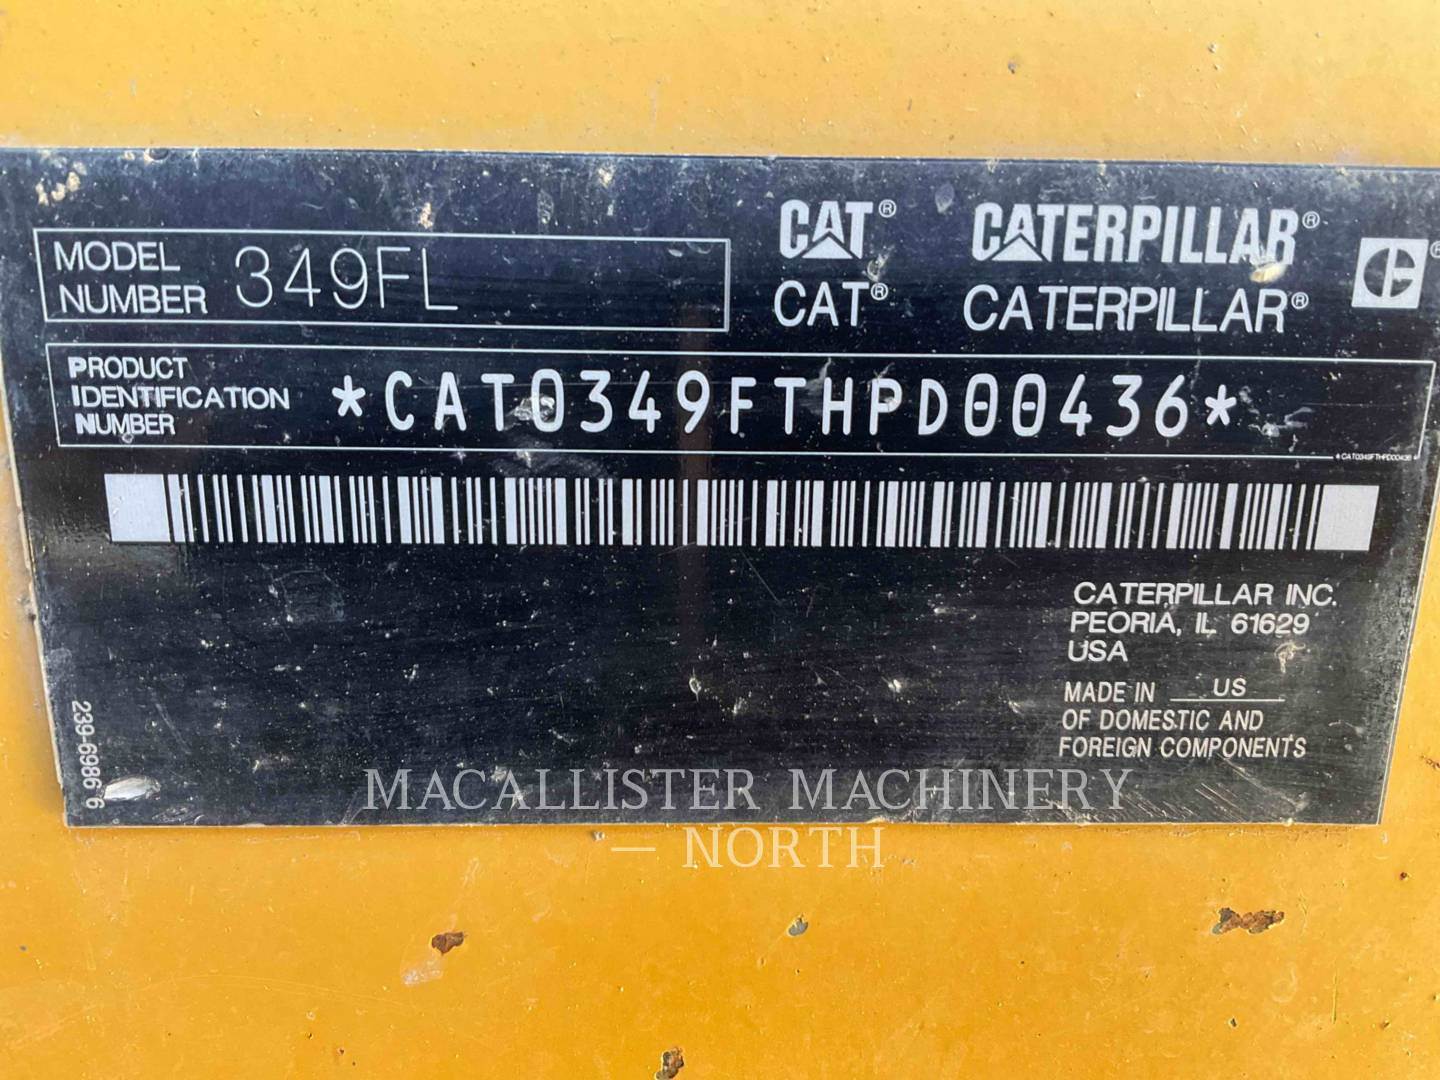 CAT® CATERPILLAR®
CAT® CATERPILLAR®
MODEL NUMBER 349FL
PRODUCT IDENTIFICATION NUMBER *CAT0349FTHPD00436*
*CAT0349FTHPD00436*
CATERPILLAR INC.
PEORIA, IL 61629
USA
MADE IN US
OF DOMESTIC AND
FOREIGN COMPONENTS
239-6986 6
MACALLISTER MACHINERY
— NORTH